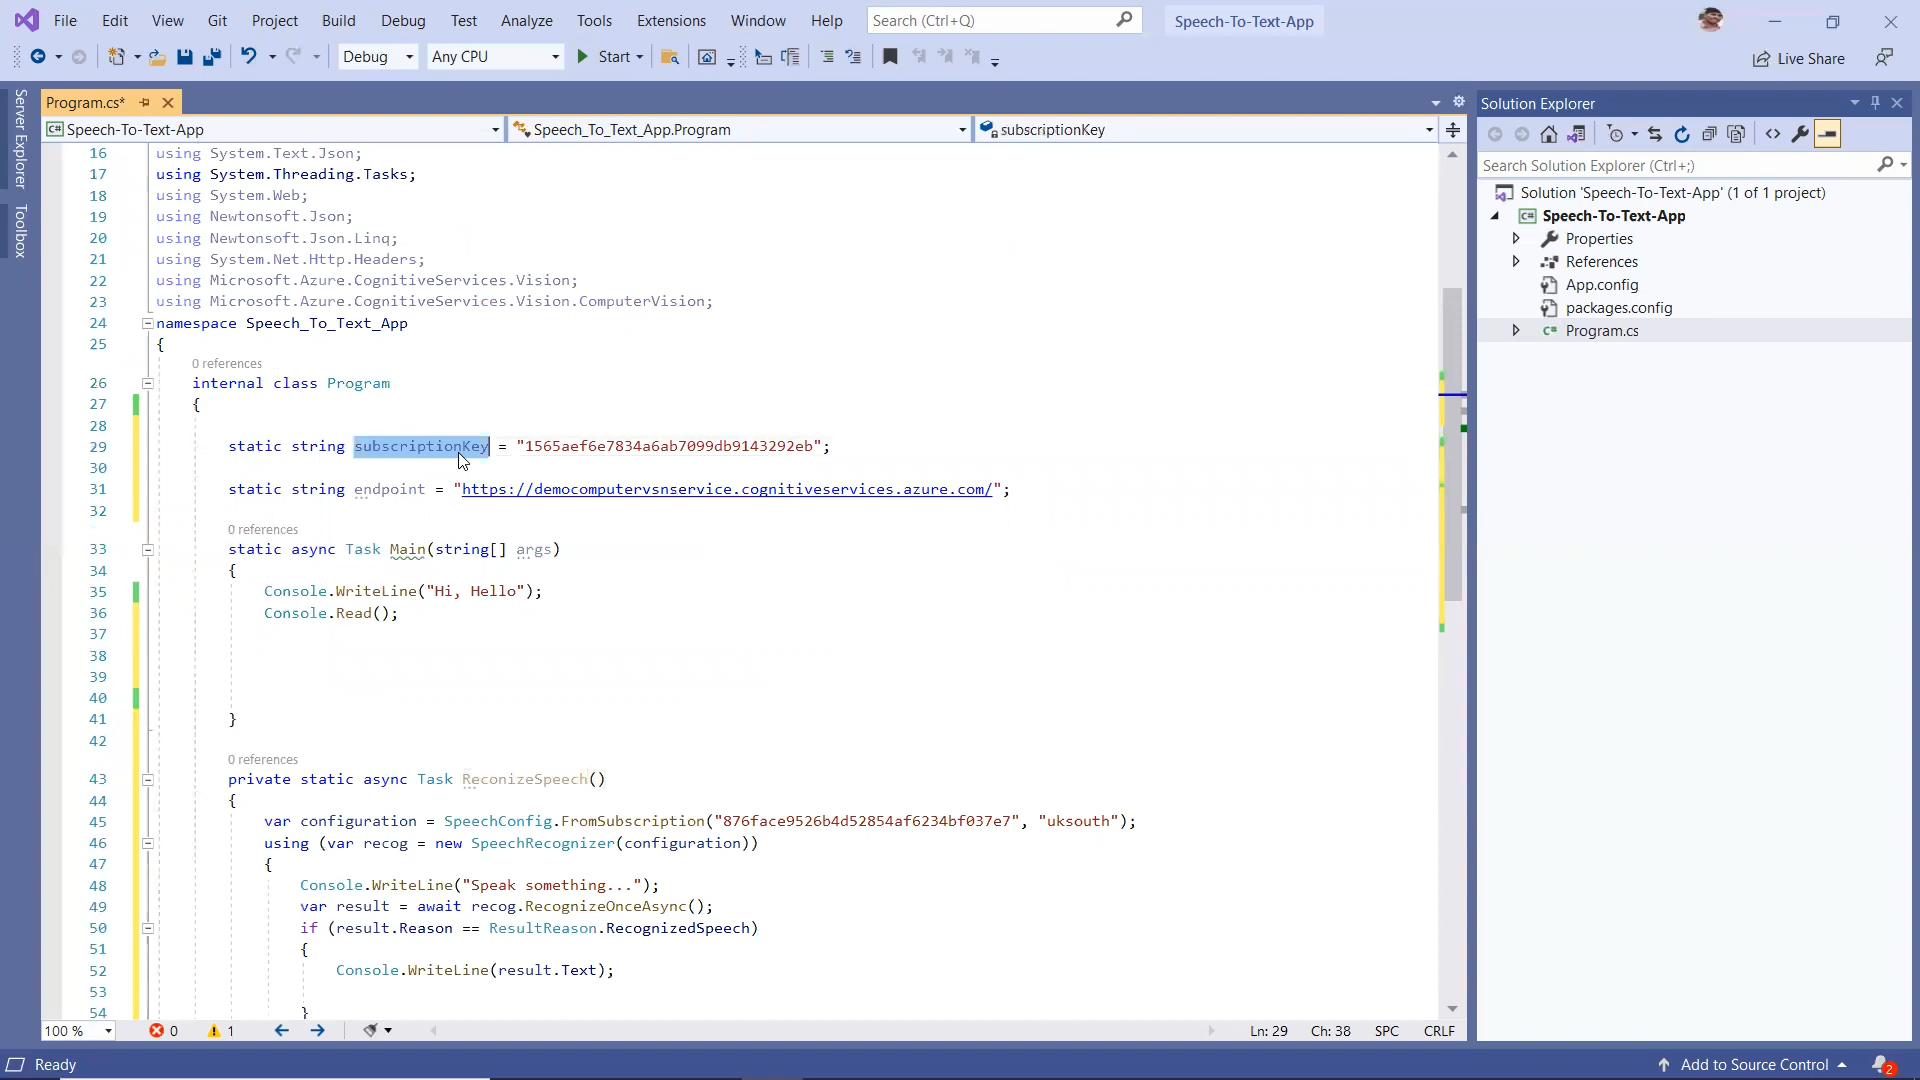 File Edit View Git Project Build Debug Test Analyze Tools Extensions Window Help Search (Ctrl+Q) Speech-To-Text-App
Debug Any CPU Start Live Share
Server Explorer
Toolbox
Program.cs*
Speech-To-Text-App Speech_To_Text_App.Program subscriptionKey
16 using System.Text.Json;
17 using System.Threading.Tasks;
18 using System.Web;
19 using Newtonsoft.Json;
20 using Newtonsoft.Json.Linq;
21 using System.Net.Http.Headers;
22 using Microsoft.Azure.CognitiveServices.Vision;
23 using Microsoft.Azure.CognitiveServices.Vision.ComputerVision;
24 namespace Speech_To_Text_App
25 {
0 references
26 internal class Program
27 {
28
29 static string subscriptionKey = "1565aef6e7834a6ab7099db9143292eb";
30
31 static string endpoint = "https://democomputervsnservice.cognitiveservices.azure.com/";
32
0 references
33 static async Task Main(string[] args)
34 {
35 Console.WriteLine("Hi, Hello");
36 Console.Read();
37
38
39
40
41 }
42
0 references
43 private static async Task ReconizeSpeech()
44 {
45 var configuration = SpeechConfig.FromSubscription("876face9526b4d52854af6234bf037e7", "uksouth");
46 using (var recog = new SpeechRecognizer(configuration))
47 {
48 Console.WriteLine("Speak something...");
49 var result = await recog.RecognizeOnceAsync();
50 if (result.Reason == ResultReason.RecognizedSpeech)
51 {
52 Console.WriteLine(result.Text);
53
54 }
100 % 0 1 Ln: 29 Ch: 38 SPC CRLF
Solution Explorer
Search Solution Explorer (Ctrl+;)
Solution 'Speech-To-Text-App' (1 of 1 project)
C# Speech-To-Text-App
Properties
References
App.config
packages.config
C# Program.cs
Ready Add to Source Control 2